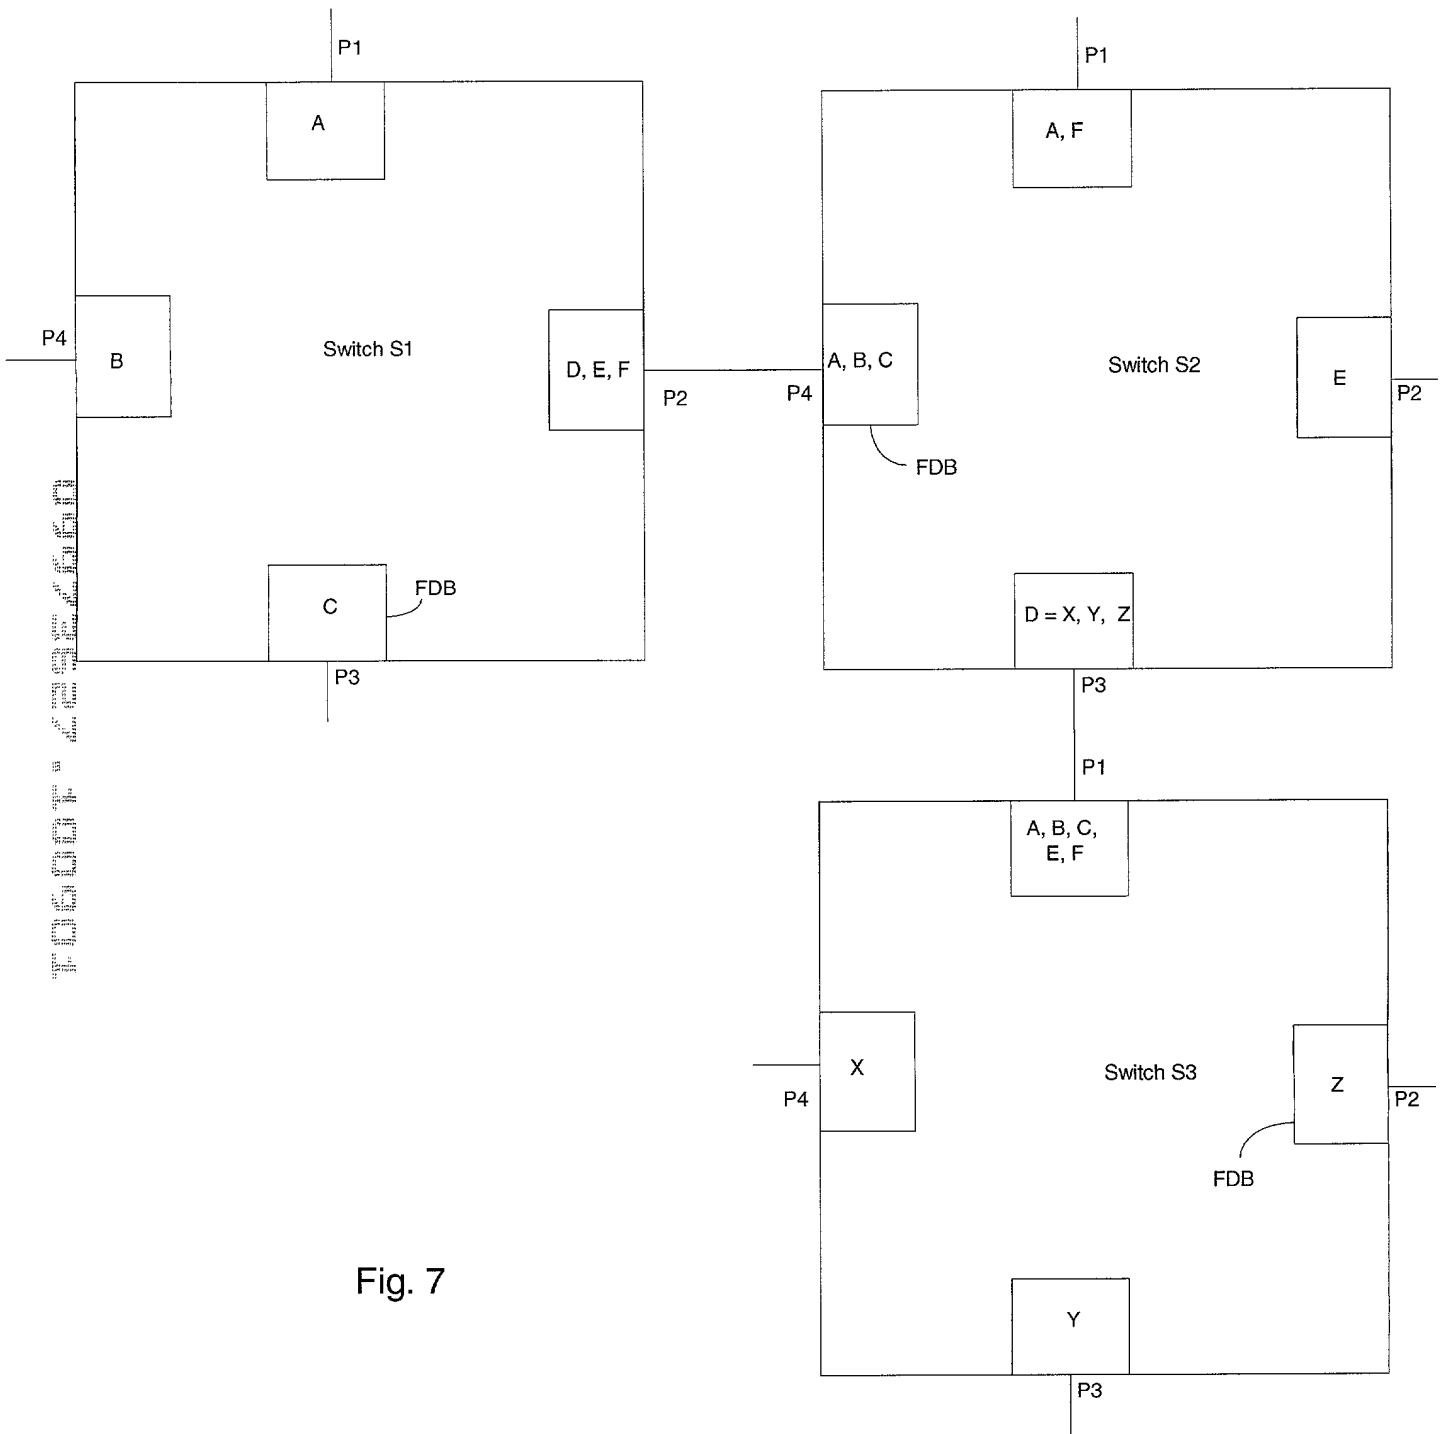 P1
A
P4
B
Switch S1
D, E, F
P2
C
FDB
P3
P1
A, F
P4
A, B, C
FDB
Switch S2
E
P2
D = X, Y, Z
P3
P1
A, B, C,
E, F
X
P4
Switch S3
Z
P2
FDB
Y
P3
Fig. 7